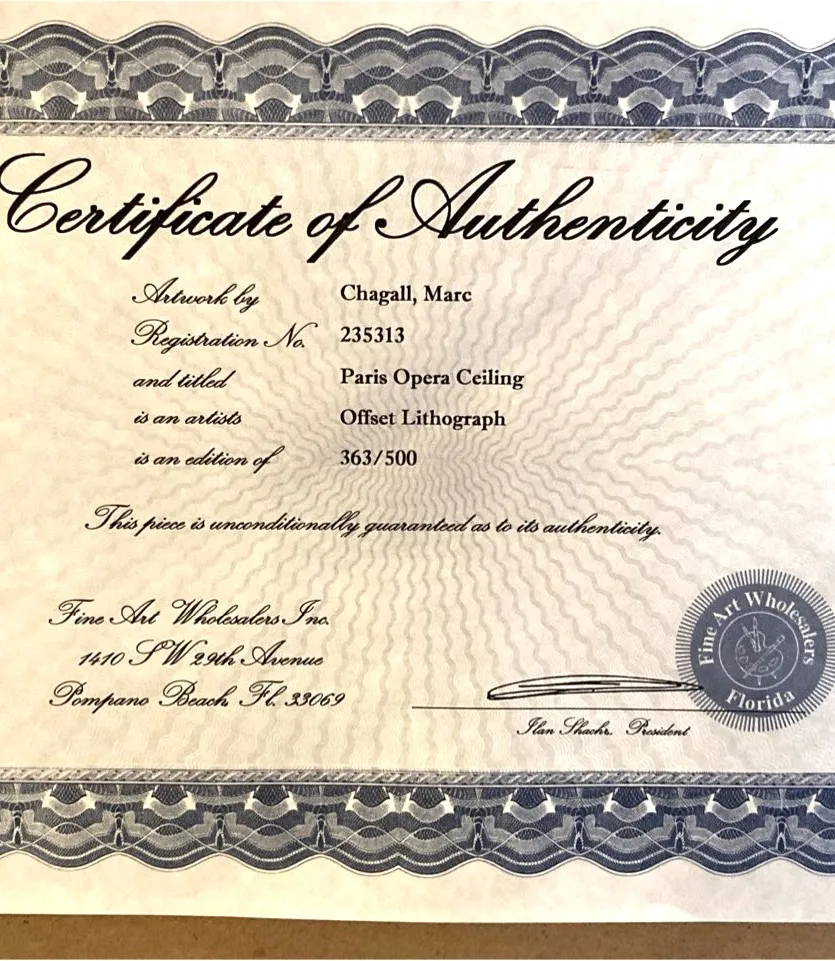 Certificate of Authenticity
Artwork by Chagall, Marc
Registration No. 235313
and titled Paris Opera Ceiling
is an artists Offset Lithograph
is an edition of 363/500
This piece is unconditionally guaranteed as to its authenticity.
Fine Art Wholesalers Inc.
1410 SW 29th Avenue
Pompano Beach, Fl. 33069
Ilan Shachr, President
Fine Art Wholesalers
Florida